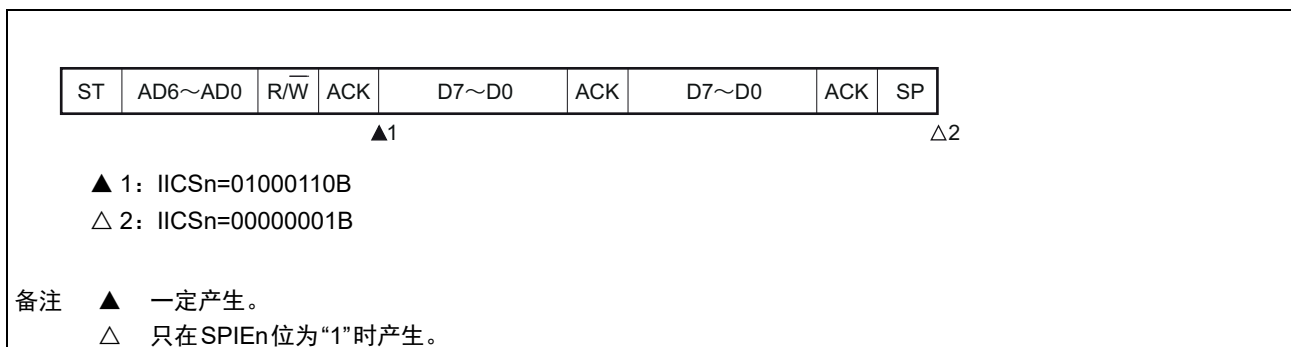 ST AD6～AD0 R/W̅ ACK D7～D0 ACK D7～D0 ACK SP
▲1 △2
▲ 1：IICSn=01000110B
△ 2：IICSn=00000001B
备注 ▲ 一定产生。
△ 只在SPIEn位为“1”时产生。